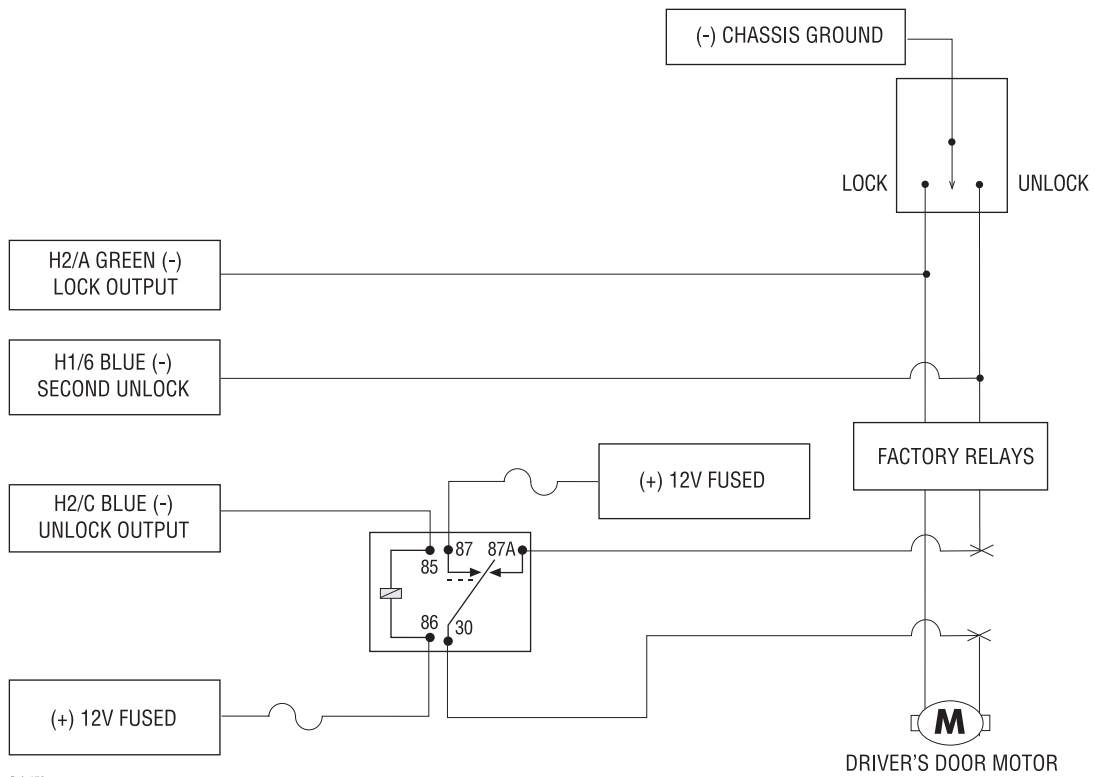 (-) CHASSIS GROUND
LOCK
UNLOCK
H2/A GREEN (-)
LOCK OUTPUT
H1/6 BLUE (-)
SECOND UNLOCK
FACTORY RELAYS
(+) 12V FUSED
H2/C BLUE (-)
UNLOCK OUTPUT
87
87A
85
86
30
(+) 12V FUSED
M
DRIVER'S DOOR MOTOR